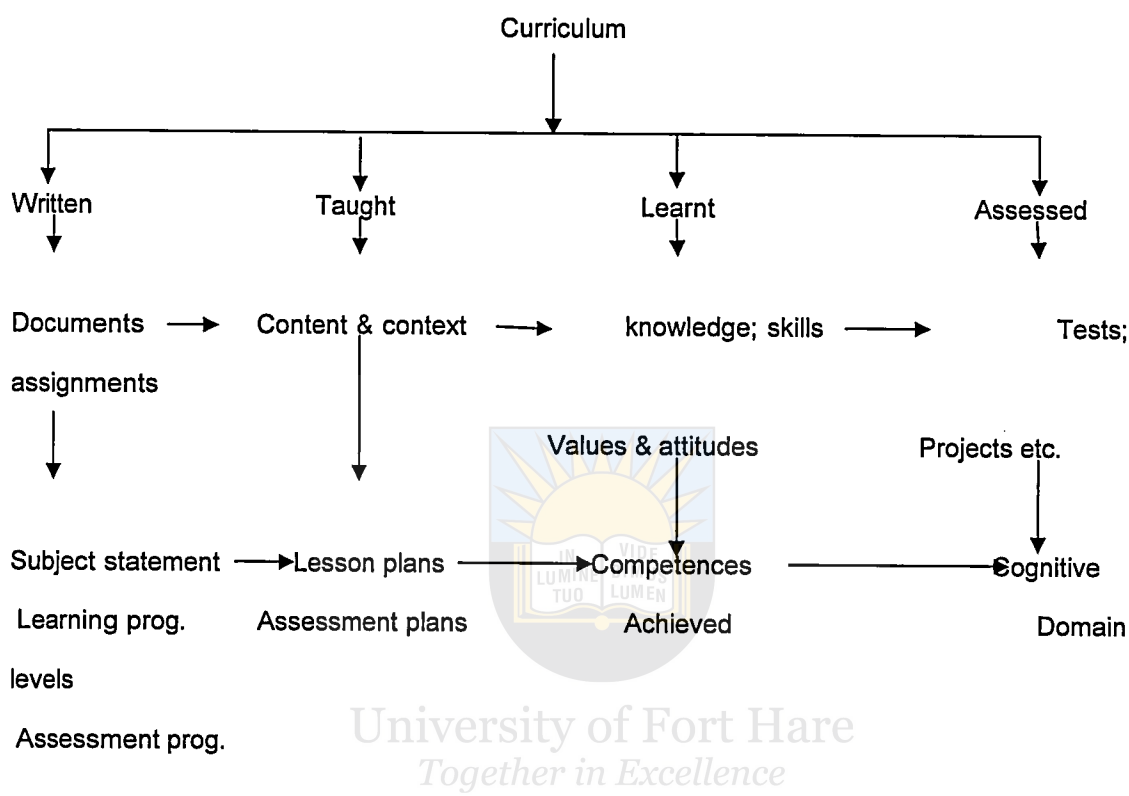 Curriculum
Written Taught Learnt Assessed
Documents Content & context knowledge; skills Tests;
assignments
Values & attitudes Projects etc.
Subject statement Lesson plans Competences Cognitive
Learning prog. Assessment plans Achieved Domain
levels
Assessment prog.
IN LUMINE TUO VIDE LUMEN
University of Fort Hare
Together in Excellence